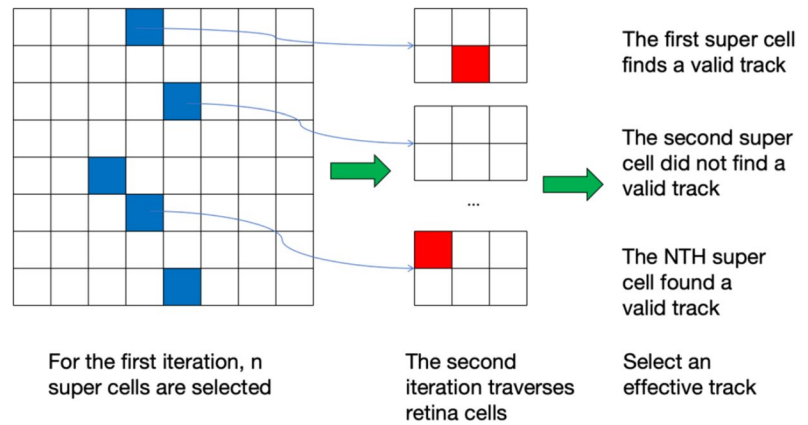 The first super cell
finds a valid track
The second super
cell did not find a
valid track
...
The NTH super
cell found a
valid track
For the first iteration, n
super cells are selected
The second
iteration traverses
retina cells
Select an
effective track